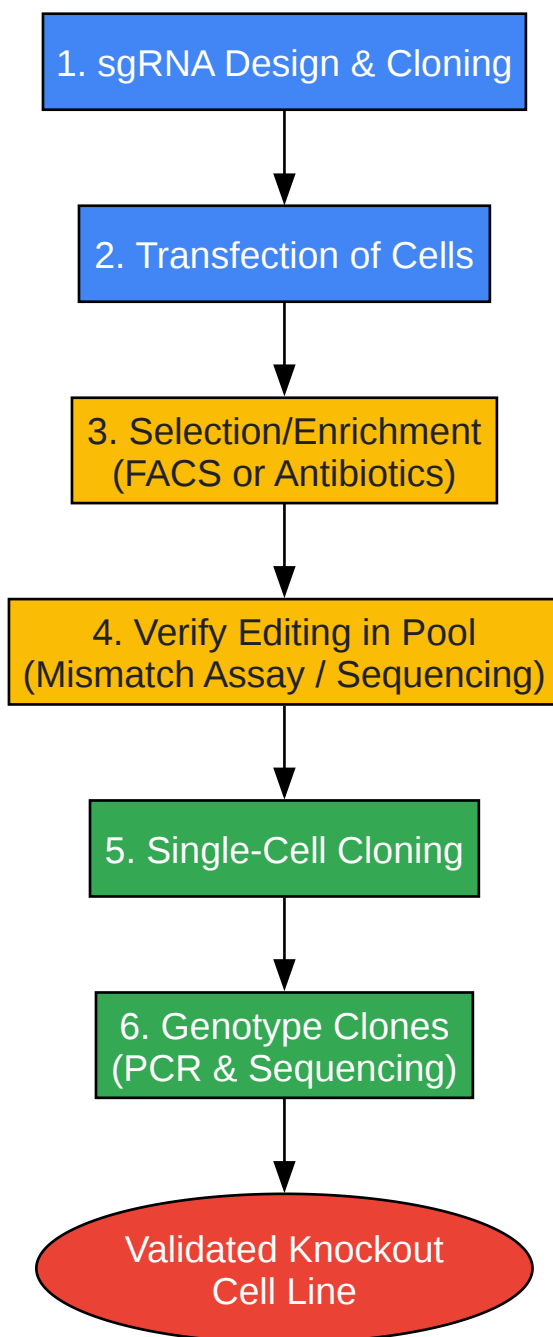 1. sgRNA Design & Cloning
2. Transfection of Cells
3. Selection/Enrichment
(FACS or Antibiotics)
4. Verify Editing in Pool
(Mismatch Assay / Sequencing)
5. Single-Cell Cloning
6. Genotype Clones
(PCR & Sequencing)
Validated Knockout
Cell Line